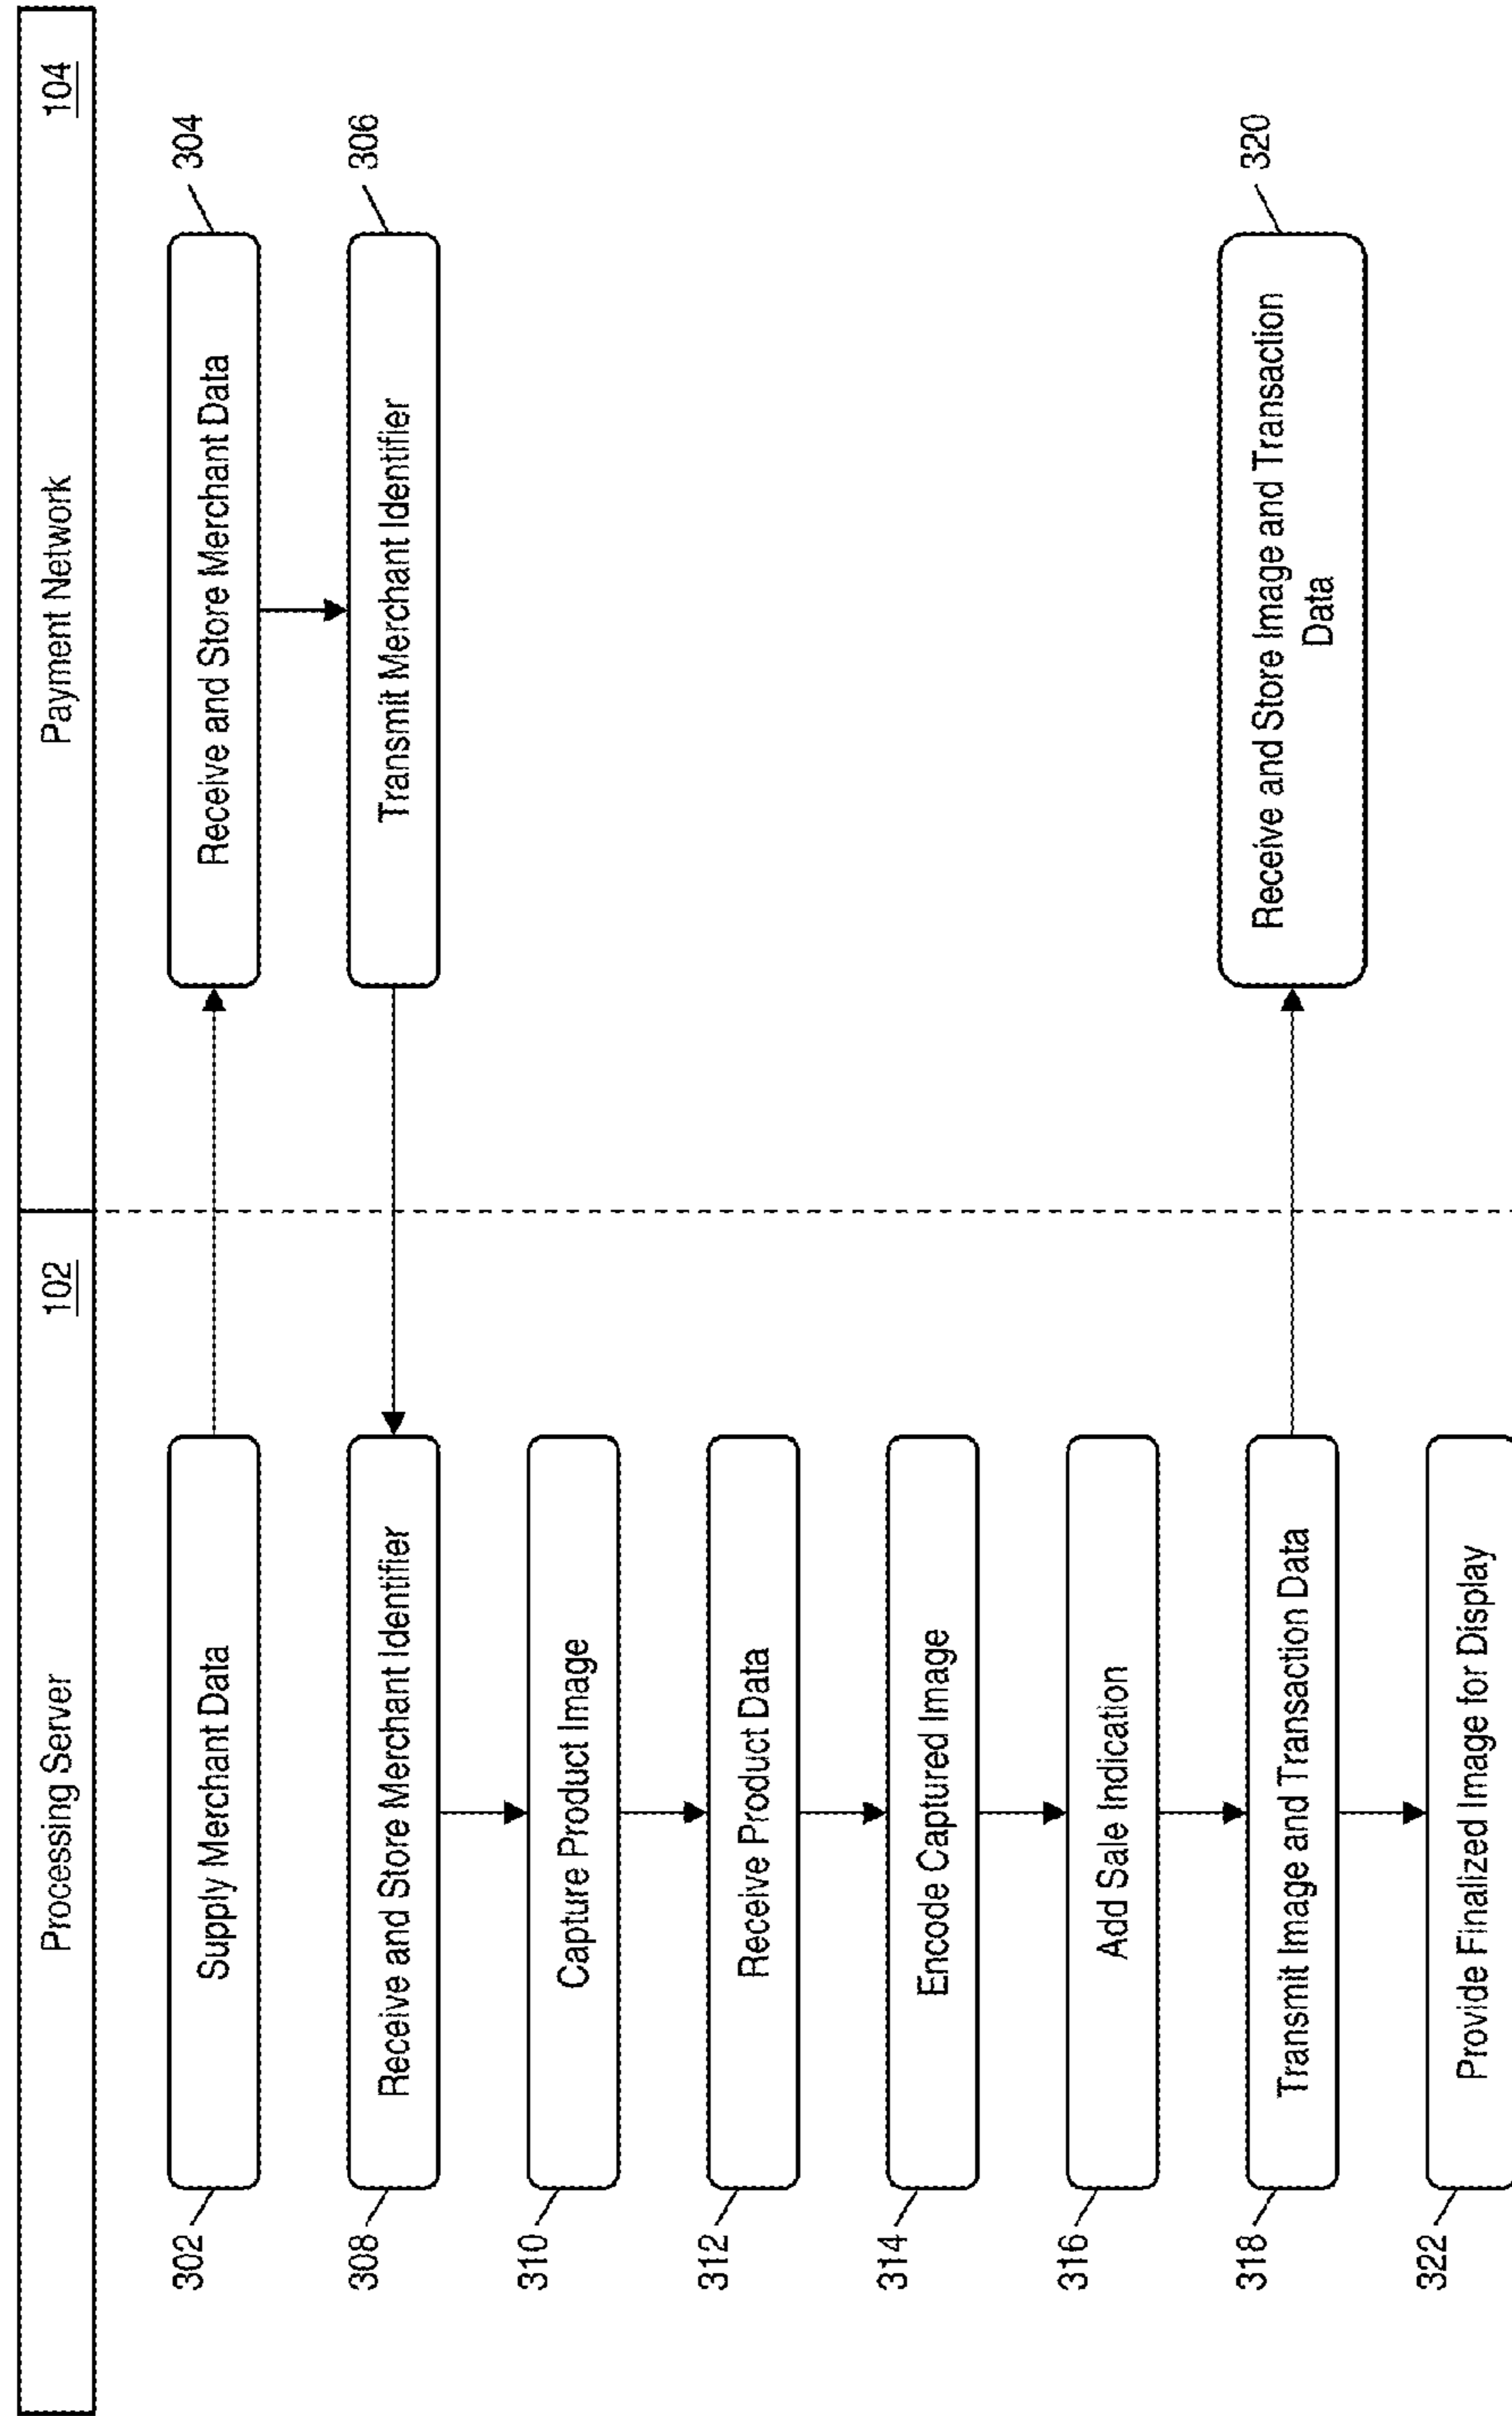 Processing Server
102
Payment Network
104
302
Supply Merchant Data
Receive and Store Merchant Data
304
308
Receive and Store Merchant Identifier
Transmit Merchant Identifier
306
310
Capture Product Image
312
Receive Product Data
314
Encode Captured Image
316
Add Sale Indication
318
Transmit Image and Transaction Data
Receive and Store Image and Transaction
Data
320
322
Provide Finalized Image for Display